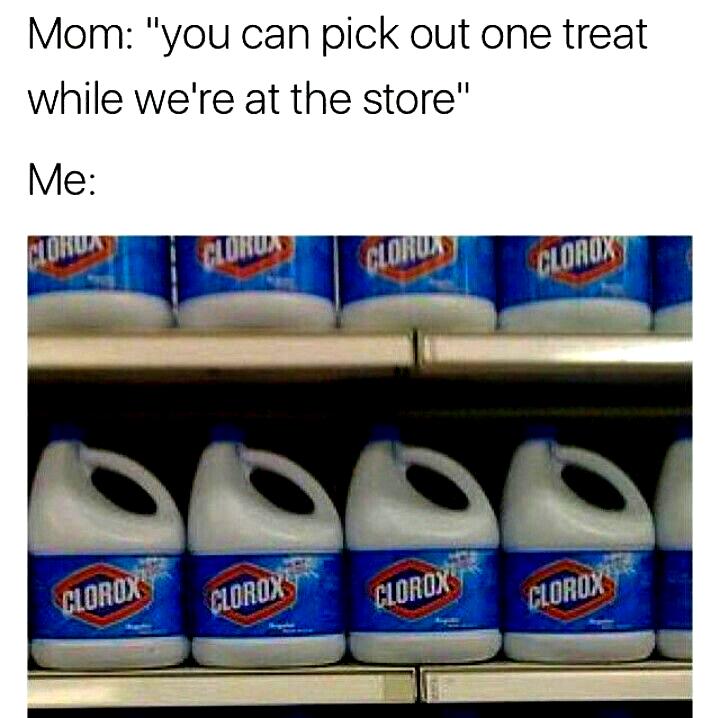 Mom: "you can pick out one treat
while we're at the store"
Me:
CLOROX CLOROX CLOROX CLOROX
CLOROX CLOROX CLOROX CLOROX